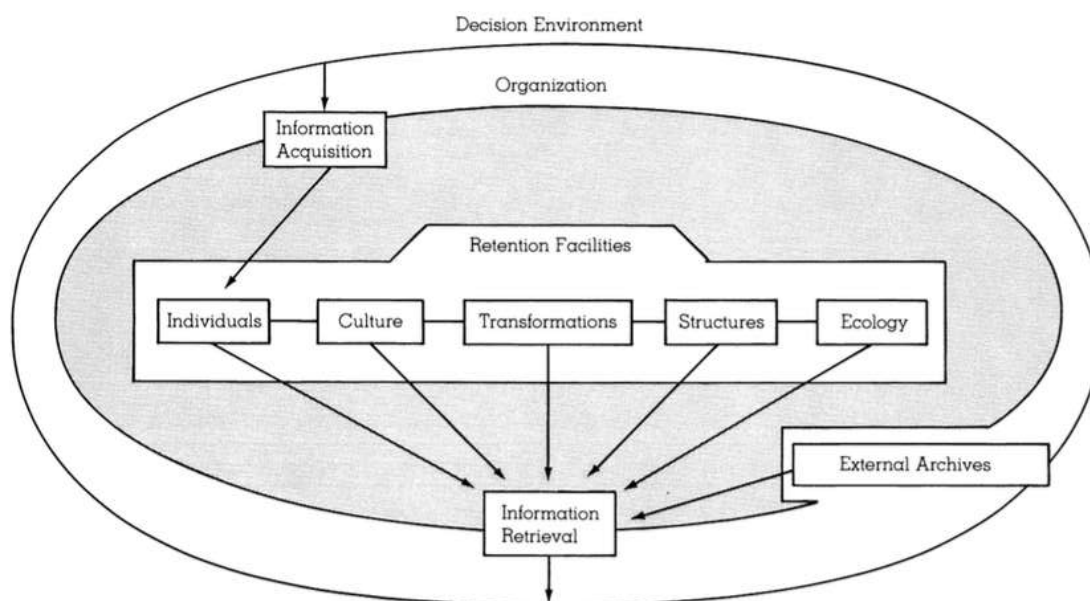 Decision Environment
Organization
Information
Acquisition
Retention Facilities
Individuals
Culture
Transformations
Structures
Ecology
External Archives
Information
Retrieval